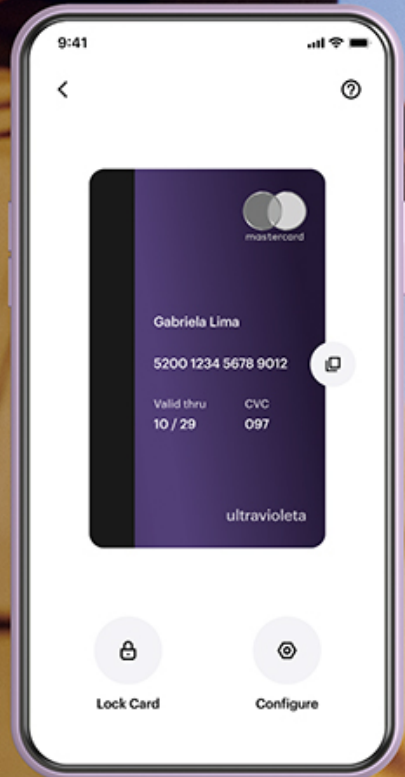 9:41
mastercard
Gabriela Lima
5200 1234 5678 9012
Valid thru CVC
10 / 29 097
ultravioleta
Lock Card Configure